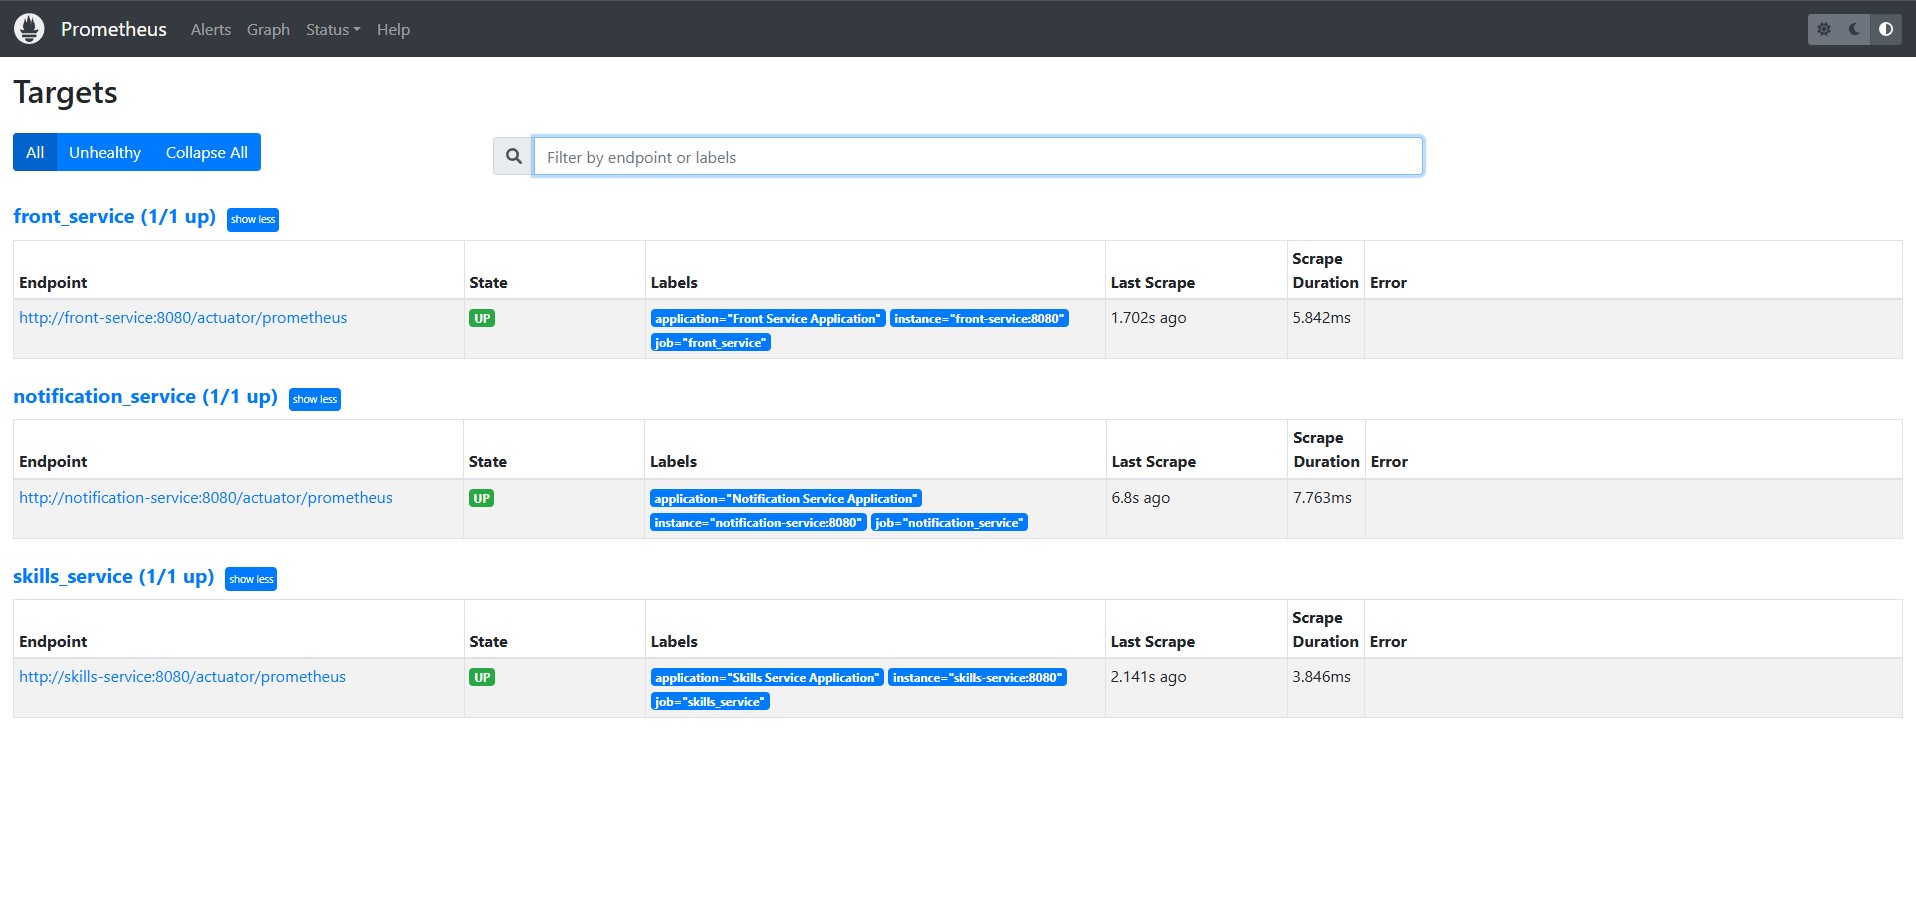 Prometheus Alerts Graph Status Help
Targets
All Unhealthy Collapse All
Filter by endpoint or labels
front_service (1/1 up) show less
Endpoint State Labels Last Scrape Scrape Duration Error
http://front-service:8080/actuator/prometheus UP application="Front Service Application" instance="front-service:8080" 1.702s ago 5.842ms
job="front_service"
notification_service (1/1 up) show less
Endpoint State Labels Last Scrape Scrape Duration Error
http://notification-service:8080/actuator/prometheus UP application="Notification Service Application" 6.8s ago 7.763ms
instance="notification-service:8080" job="notification_service"
skills_service (1/1 up) show less
Endpoint State Labels Last Scrape Scrape Duration Error
http://skills-service:8080/actuator/prometheus UP application="Skills Service Application" instance="skills-service:8080" 2.141s ago 3.846ms
job="skills_service"